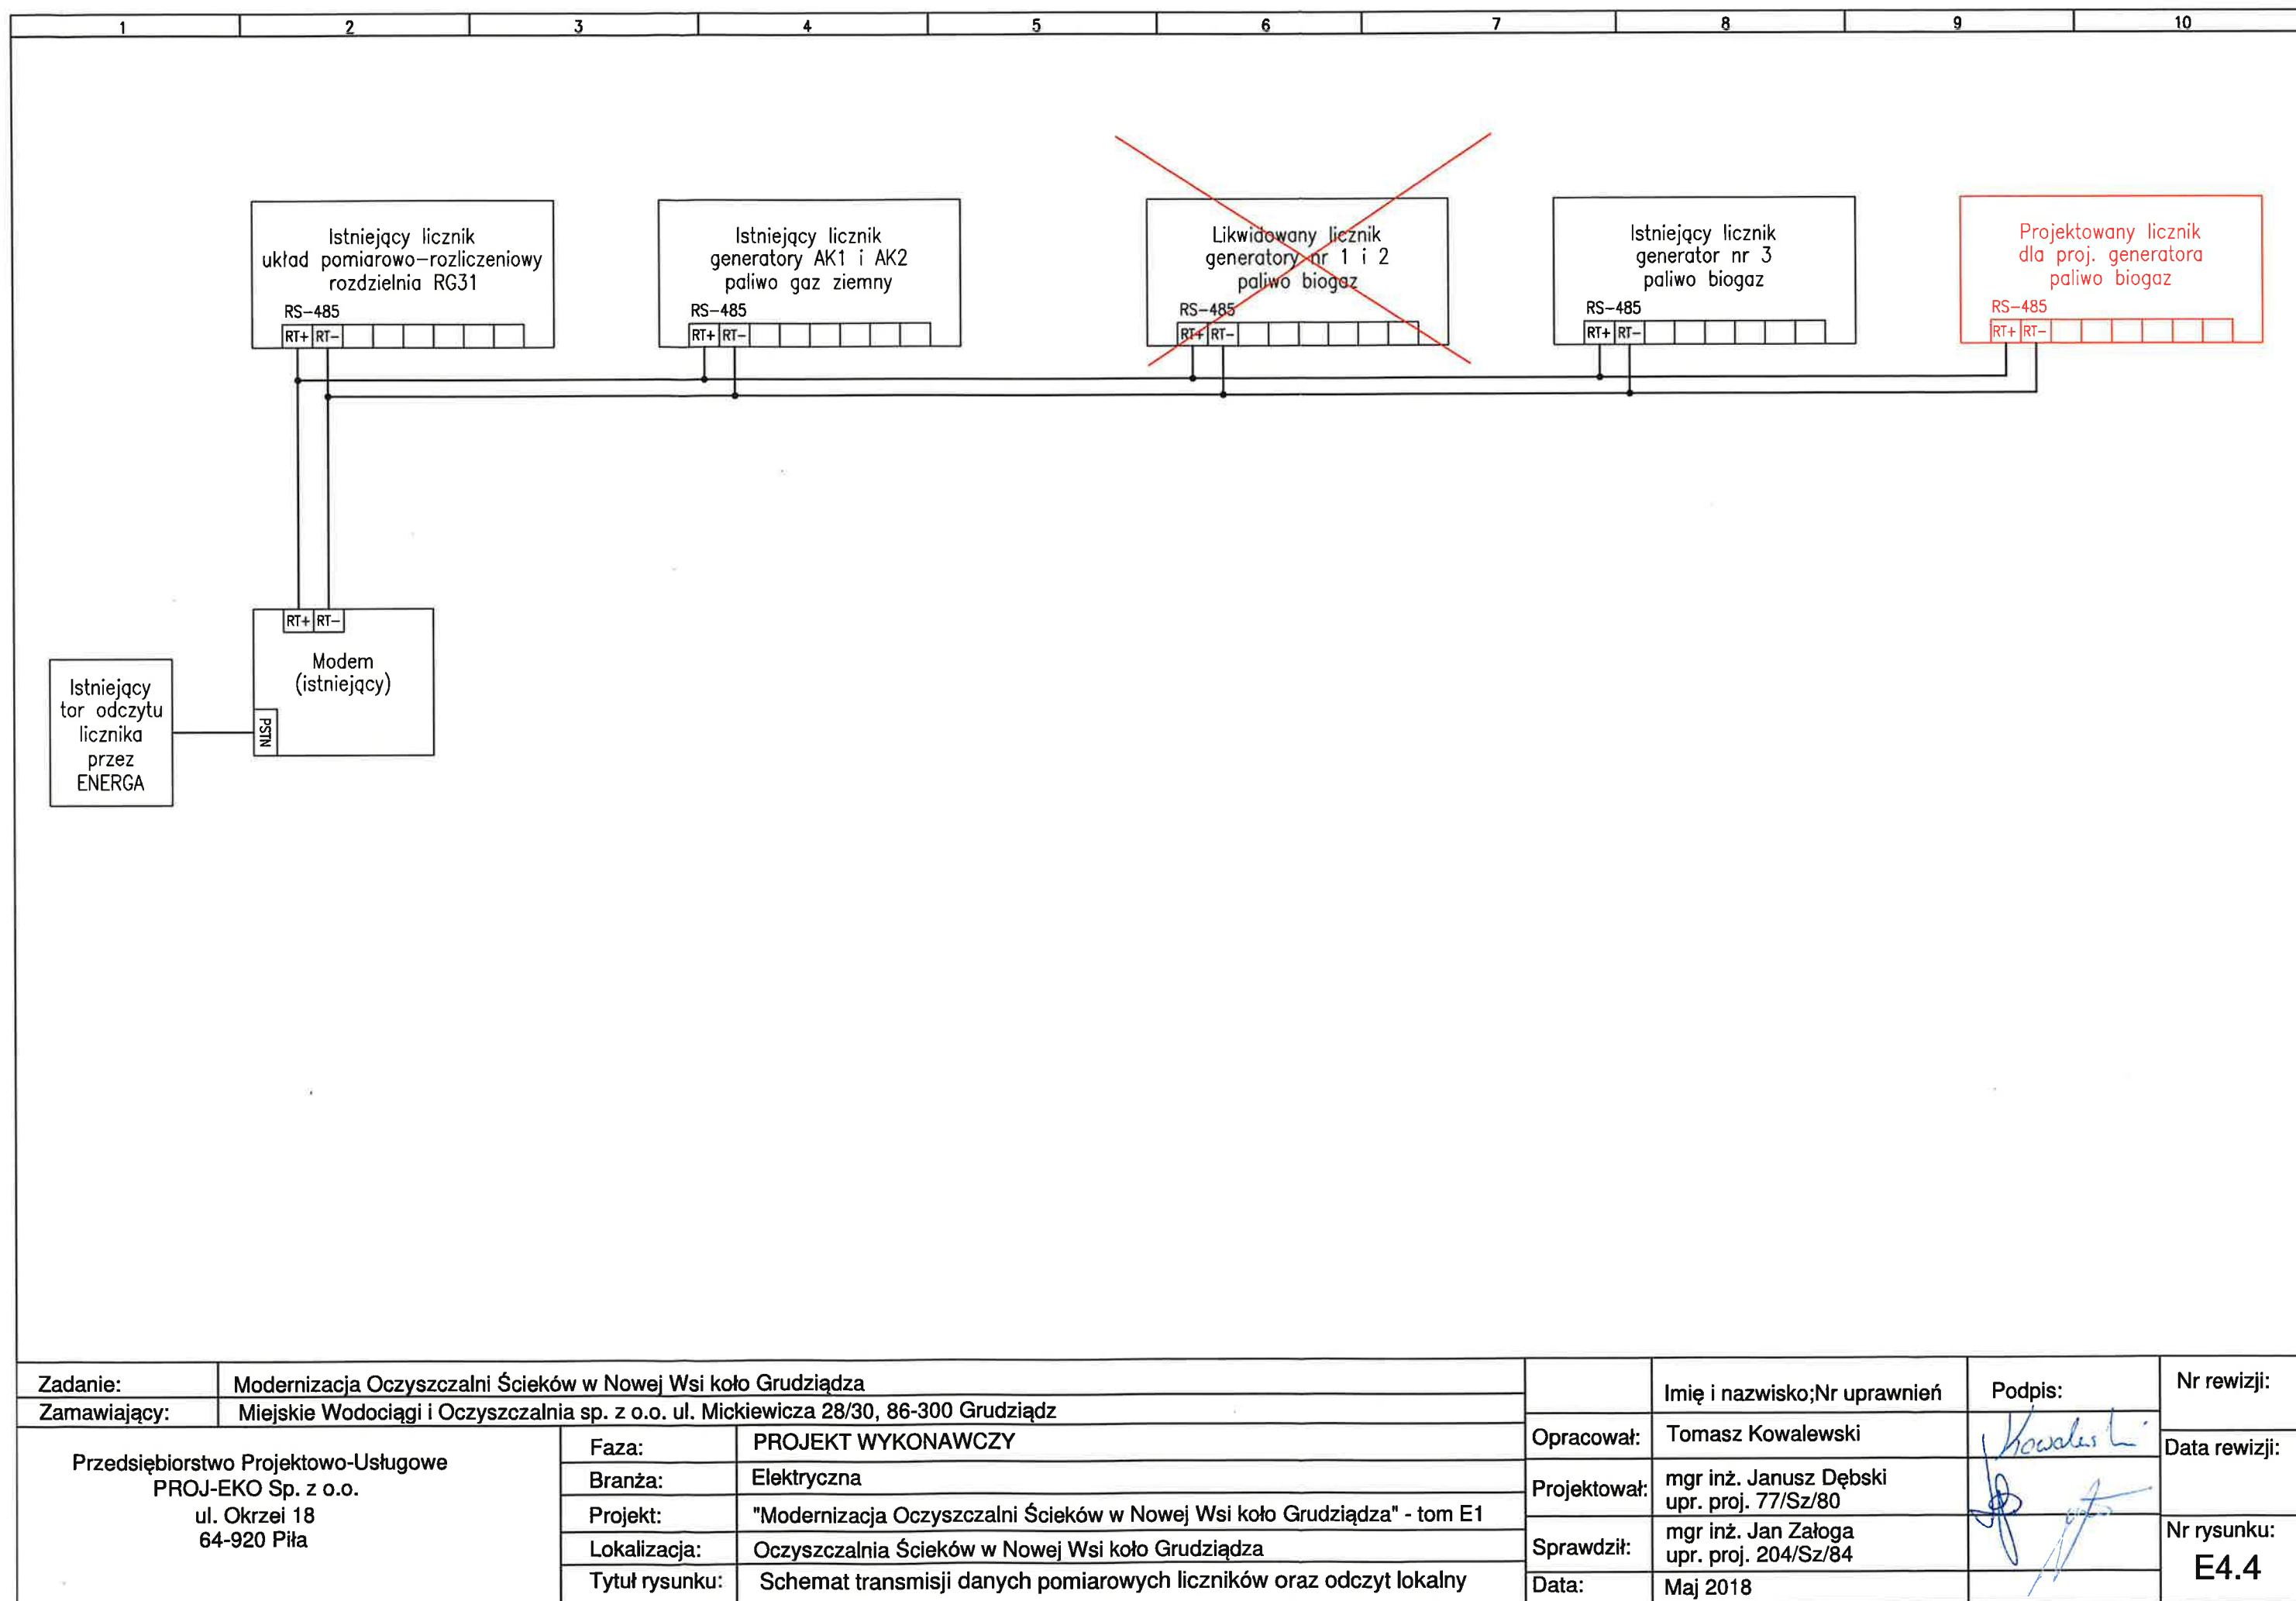 1 2 3 4 5 6 7 8 9 10
Istniejący licznik
układ pomiarowo-rozliczeniowy
rozdzielnia RG31
RS-485
RT+ RT-
Istniejący licznik
generatory AK1 i AK2
paliwo gaz ziemny
RS-485
RT+ RT-
Likwidowany licznik
generatory nr 1 i 2
paliwo biogaz
RS-485
RT+ RT-
Istniejący licznik
generator nr 3
paliwo biogaz
RS-485
RT+ RT-
Projektowany licznik
dla proj. generatora
paliwo biogaz
RS-485
RT+ RT-
RT+ RT-
Modem
(istniejący)
PSTN
Istniejący
tor odczytu
licznika
przez
ENERGA
Zadanie: Modernizacja Oczyszczalni Ścieków w Nowej Wsi koło Grudziądza
Zamawiający: Miejskie Wodociągi i Oczyszczalnia sp. z o.o. ul. Mickiewicza 28/30, 86-300 Grudziądz
Przedsiębiorstwo Projektowo-Usługowe
PROJ-EKO Sp. z o.o.
ul. Okrzei 18
64-920 Piła
Faza: PROJEKT WYKONAWCZY
Branża: Elektryczna
Projekt: "Modernizacja Oczyszczalni Ścieków w Nowej Wsi koło Grudziądza" - tom E1
Lokalizacja: Oczyszczalnia Ścieków w Nowej Wsi koło Grudziądza
Tytuł rysunku: Schemat transmisji danych pomiarowych liczników oraz odczyt lokalny
Imię i nazwisko;Nr uprawnień Podpis:
Opracował: Tomasz Kowalewski
Projektował: mgr inż. Janusz Dębski
upr. proj. 77/Sz/80
Sprawdził: mgr inż. Jan Załoga
upr. proj. 204/Sz/84
Data: Maj 2018
Nr rewizji:
Data rewizji:
Nr rysunku:
E4.4